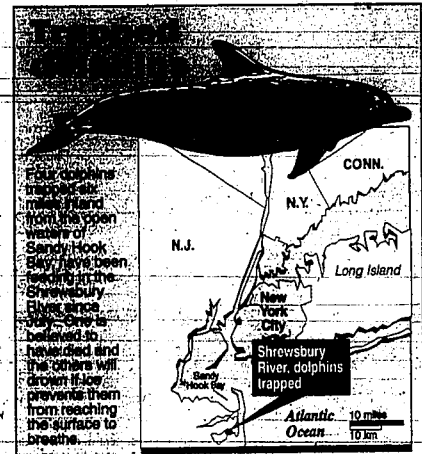 Trapped
Four dolphins
trapped six
miles inland
from the open
waters of
Sandy Hook
Bay, have been
feeding in the
Shrewsbury
River since
July. One is
believed to
have died and
the others will
drown if ice
prevents them
from reaching
the surface to
breathe.
CONN.
N.Y.
N.J.
Long Island
New
York
City
Shrewsbury
River, dolphins
trapped
Sandy
Hook Bay
Atlantic
Ocean
10 miles
10 km